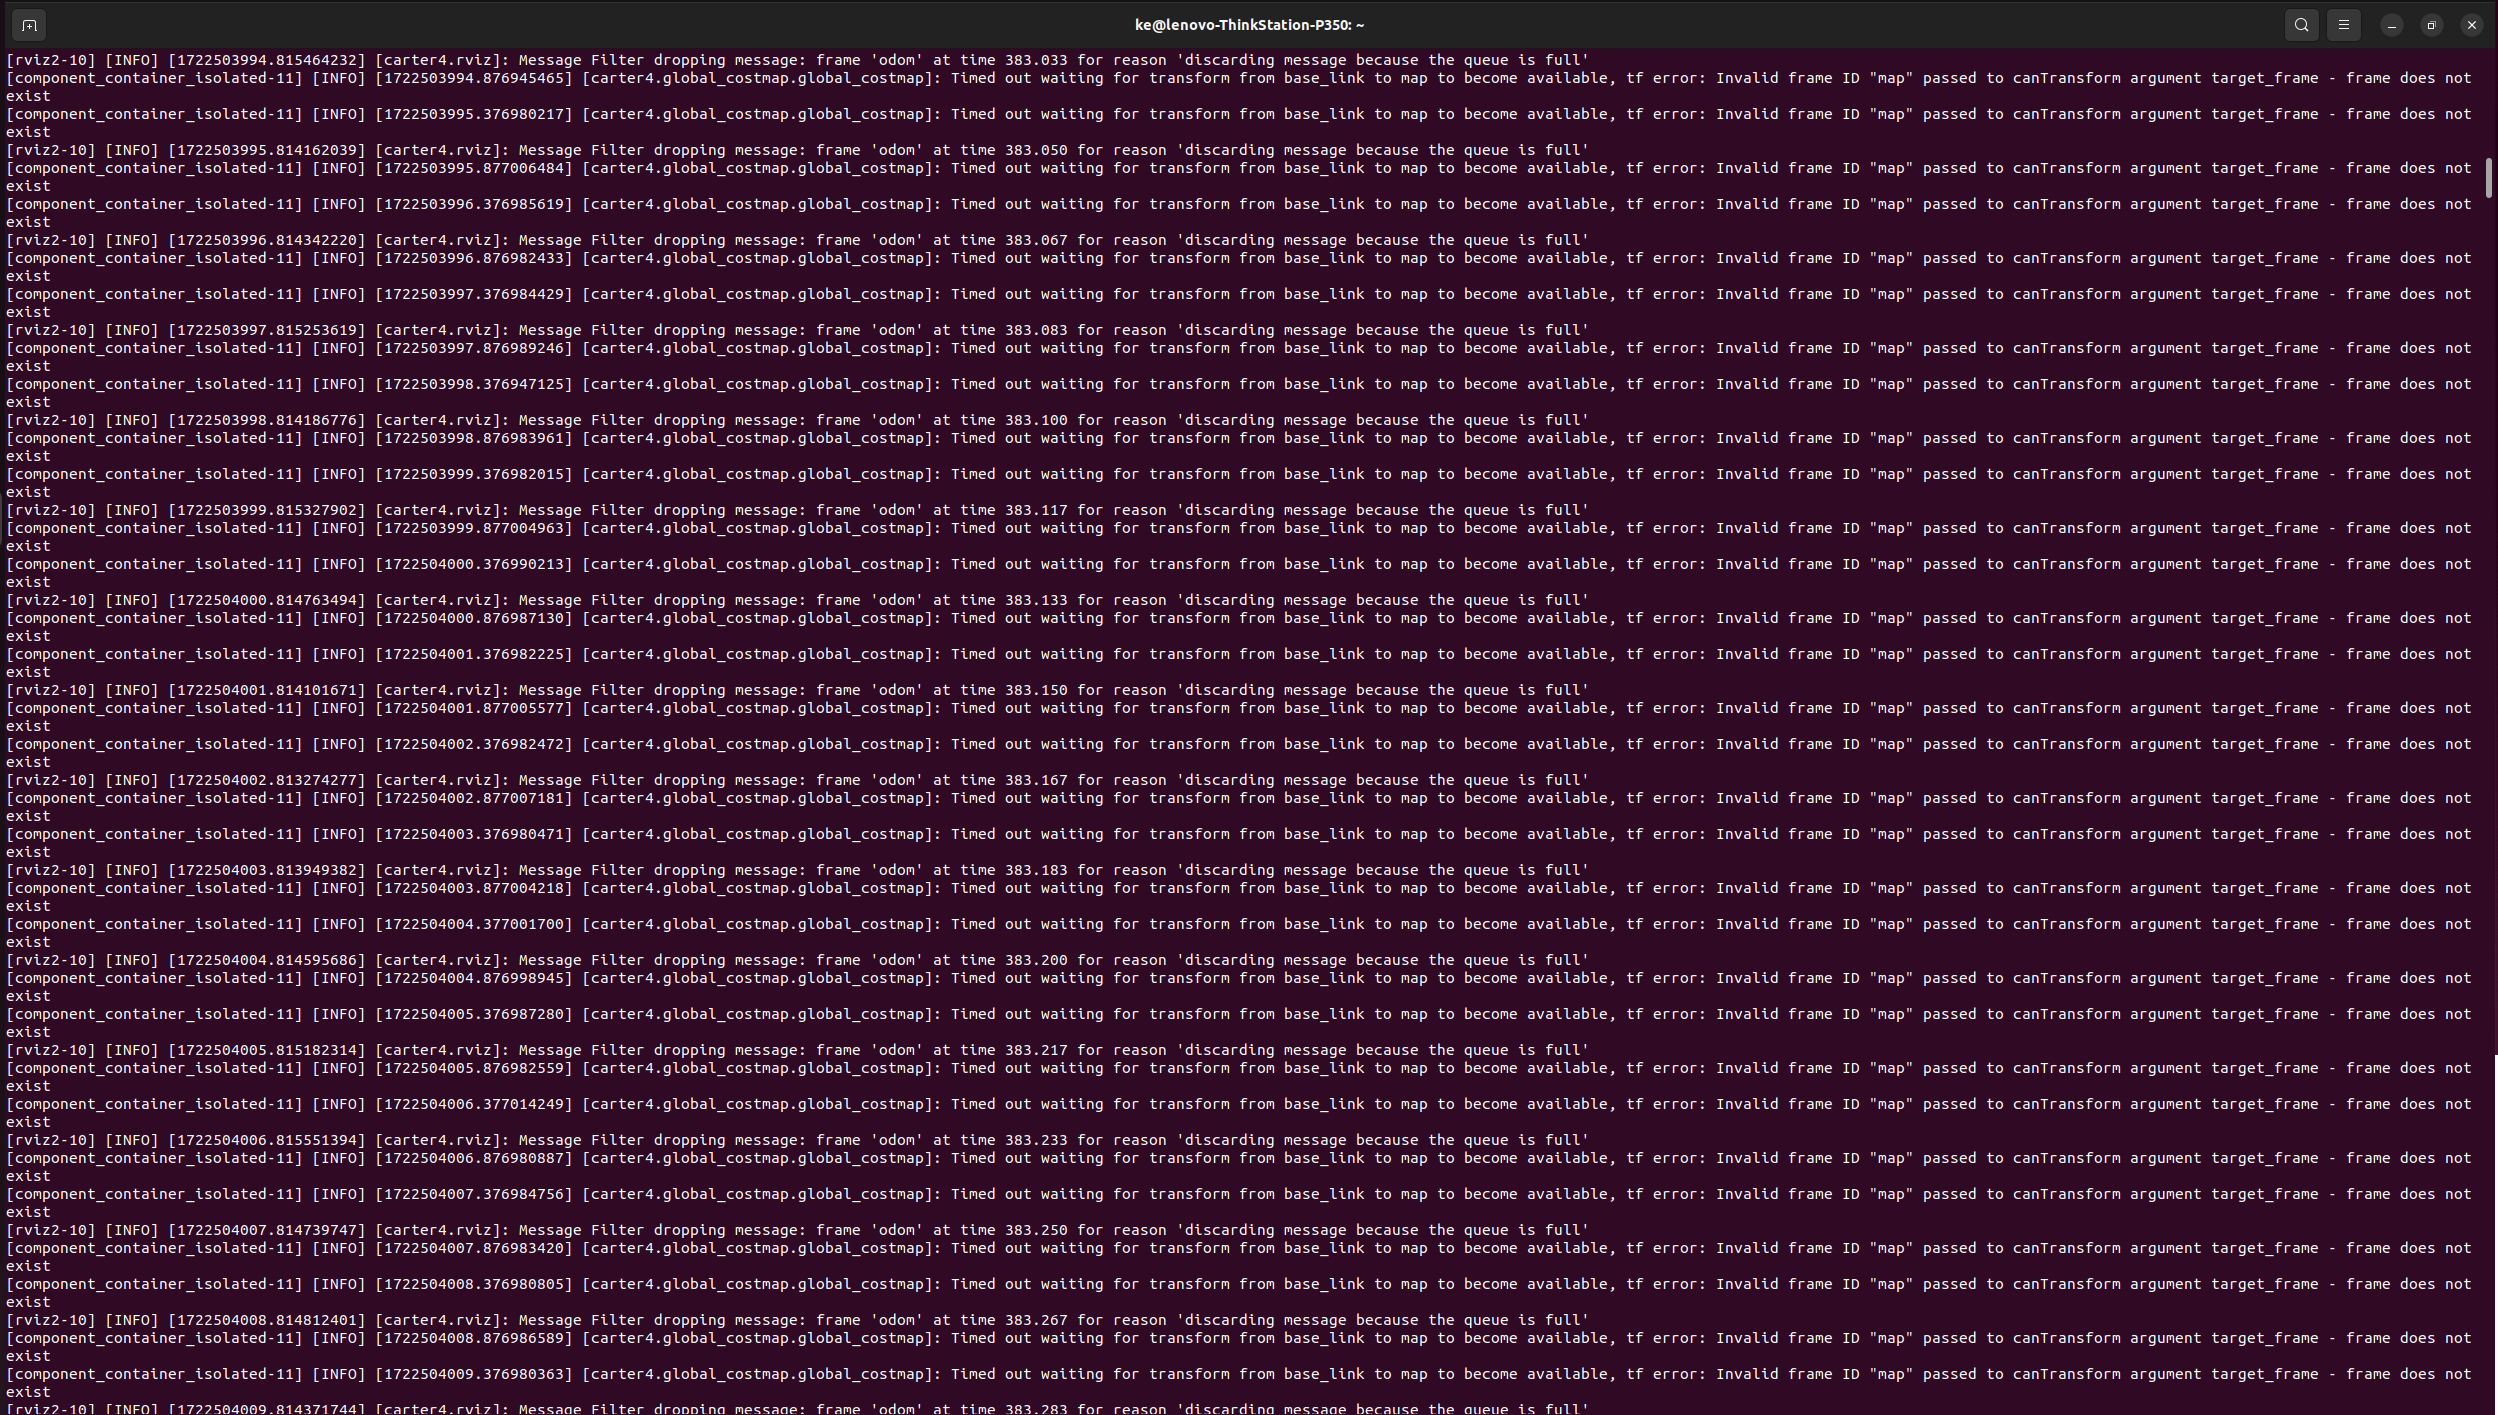 ke@lenovo-ThinkStation-P350: ~
[rviz2-10] [INFO] [1722503994.815464232] [carter4.rviz]: Message Filter dropping message: frame 'odom' at time 383.033 for reason 'discarding message because the queue is full'
[component_container_isolated-11] [INFO] [1722503994.876945465] [carter4.global_costmap.global_costmap]: Timed out waiting for transform from base_link to map to become available, tf error: Invalid frame ID "map" passed to canTransform argument target_frame - frame does not
exist
[component_container_isolated-11] [INFO] [1722503995.376980217] [carter4.global_costmap.global_costmap]: Timed out waiting for transform from base_link to map to become available, tf error: Invalid frame ID "map" passed to canTransform argument target_frame - frame does not
exist
[rviz2-10] [INFO] [1722503995.814162039] [carter4.rviz]: Message Filter dropping message: frame 'odom' at time 383.050 for reason 'discarding message because the queue is full'
[component_container_isolated-11] [INFO] [1722503995.877006484] [carter4.global_costmap.global_costmap]: Timed out waiting for transform from base_link to map to become available, tf error: Invalid frame ID "map" passed to canTransform argument target_frame - frame does not
exist
[component_container_isolated-11] [INFO] [1722503996.376985619] [carter4.global_costmap.global_costmap]: Timed out waiting for transform from base_link to map to become available, tf error: Invalid frame ID "map" passed to canTransform argument target_frame - frame does not
exist
[rviz2-10] [INFO] [1722503996.814342220] [carter4.rviz]: Message Filter dropping message: frame 'odom' at time 383.067 for reason 'discarding message because the queue is full'
[component_container_isolated-11] [INFO] [1722503996.876982433] [carter4.global_costmap.global_costmap]: Timed out waiting for transform from base_link to map to become available, tf error: Invalid frame ID "map" passed to canTransform argument target_frame - frame does not
exist
[component_container_isolated-11] [INFO] [1722503997.376984429] [carter4.global_costmap.global_costmap]: Timed out waiting for transform from base_link to map to become available, tf error: Invalid frame ID "map" passed to canTransform argument target_frame - frame does not
exist
[rviz2-10] [INFO] [1722503997.815253619] [carter4.rviz]: Message Filter dropping message: frame 'odom' at time 383.083 for reason 'discarding message because the queue is full'
[component_container_isolated-11] [INFO] [1722503997.876989246] [carter4.global_costmap.global_costmap]: Timed out waiting for transform from base_link to map to become available, tf error: Invalid frame ID "map" passed to canTransform argument target_frame - frame does not
exist
[component_container_isolated-11] [INFO] [1722503998.376947125] [carter4.global_costmap.global_costmap]: Timed out waiting for transform from base_link to map to become available, tf error: Invalid frame ID "map" passed to canTransform argument target_frame - frame does not
exist
[rviz2-10] [INFO] [1722503998.814186776] [carter4.rviz]: Message Filter dropping message: frame 'odom' at time 383.100 for reason 'discarding message because the queue is full'
[component_container_isolated-11] [INFO] [1722503998.876983961] [carter4.global_costmap.global_costmap]: Timed out waiting for transform from base_link to map to become available, tf error: Invalid frame ID "map" passed to canTransform argument target_frame - frame does not
exist
[component_container_isolated-11] [INFO] [1722503999.376982015] [carter4.global_costmap.global_costmap]: Timed out waiting for transform from base_link to map to become available, tf error: Invalid frame ID "map" passed to canTransform argument target_frame - frame does not
exist
[rviz2-10] [INFO] [1722503999.815327902] [carter4.rviz]: Message Filter dropping message: frame 'odom' at time 383.117 for reason 'discarding message because the queue is full'
[component_container_isolated-11] [INFO] [1722503999.877004963] [carter4.global_costmap.global_costmap]: Timed out waiting for transform from base_link to map to become available, tf error: Invalid frame ID "map" passed to canTransform argument target_frame - frame does not
exist
[component_container_isolated-11] [INFO] [1722504000.376990213] [carter4.global_costmap.global_costmap]: Timed out waiting for transform from base_link to map to become available, tf error: Invalid frame ID "map" passed to canTransform argument target_frame - frame does not
exist
[rviz2-10] [INFO] [1722504000.814763494] [carter4.rviz]: Message Filter dropping message: frame 'odom' at time 383.133 for reason 'discarding message because the queue is full'
[component_container_isolated-11] [INFO] [1722504000.876987130] [carter4.global_costmap.global_costmap]: Timed out waiting for transform from base_link to map to become available, tf error: Invalid frame ID "map" passed to canTransform argument target_frame - frame does not
exist
[component_container_isolated-11] [INFO] [1722504001.376982225] [carter4.global_costmap.global_costmap]: Timed out waiting for transform from base_link to map to become available, tf error: Invalid frame ID "map" passed to canTransform argument target_frame - frame does not
exist
[rviz2-10] [INFO] [1722504001.814101671] [carter4.rviz]: Message Filter dropping message: frame 'odom' at time 383.150 for reason 'discarding message because the queue is full'
[component_container_isolated-11] [INFO] [1722504001.877005577] [carter4.global_costmap.global_costmap]: Timed out waiting for transform from base_link to map to become available, tf error: Invalid frame ID "map" passed to canTransform argument target_frame - frame does not
exist
[component_container_isolated-11] [INFO] [1722504002.376982472] [carter4.global_costmap.global_costmap]: Timed out waiting for transform from base_link to map to become available, tf error: Invalid frame ID "map" passed to canTransform argument target_frame - frame does not
exist
[rviz2-10] [INFO] [1722504002.813274277] [carter4.rviz]: Message Filter dropping message: frame 'odom' at time 383.167 for reason 'discarding message because the queue is full'
[component_container_isolated-11] [INFO] [1722504002.877007181] [carter4.global_costmap.global_costmap]: Timed out waiting for transform from base_link to map to become available, tf error: Invalid frame ID "map" passed to canTransform argument target_frame - frame does not
exist
[component_container_isolated-11] [INFO] [1722504003.376980471] [carter4.global_costmap.global_costmap]: Timed out waiting for transform from base_link to map to become available, tf error: Invalid frame ID "map" passed to canTransform argument target_frame - frame does not
exist
[rviz2-10] [INFO] [1722504003.813949382] [carter4.rviz]: Message Filter dropping message: frame 'odom' at time 383.183 for reason 'discarding message because the queue is full'
[component_container_isolated-11] [INFO] [1722504003.877004218] [carter4.global_costmap.global_costmap]: Timed out waiting for transform from base_link to map to become available, tf error: Invalid frame ID "map" passed to canTransform argument target_frame - frame does not
exist
[component_container_isolated-11] [INFO] [1722504004.377001700] [carter4.global_costmap.global_costmap]: Timed out waiting for transform from base_link to map to become available, tf error: Invalid frame ID "map" passed to canTransform argument target_frame - frame does not
exist
[rviz2-10] [INFO] [1722504004.814595686] [carter4.rviz]: Message Filter dropping message: frame 'odom' at time 383.200 for reason 'discarding message because the queue is full'
[component_container_isolated-11] [INFO] [1722504004.876998945] [carter4.global_costmap.global_costmap]: Timed out waiting for transform from base_link to map to become available, tf error: Invalid frame ID "map" passed to canTransform argument target_frame - frame does not
exist
[component_container_isolated-11] [INFO] [1722504005.376987280] [carter4.global_costmap.global_costmap]: Timed out waiting for transform from base_link to map to become available, tf error: Invalid frame ID "map" passed to canTransform argument target_frame - frame does not
exist
[rviz2-10] [INFO] [1722504005.815182314] [carter4.rviz]: Message Filter dropping message: frame 'odom' at time 383.217 for reason 'discarding message because the queue is full'
[component_container_isolated-11] [INFO] [1722504005.876982559] [carter4.global_costmap.global_costmap]: Timed out waiting for transform from base_link to map to become available, tf error: Invalid frame ID "map" passed to canTransform argument target_frame - frame does not
exist
[component_container_isolated-11] [INFO] [1722504006.377014249] [carter4.global_costmap.global_costmap]: Timed out waiting for transform from base_link to map to become available, tf error: Invalid frame ID "map" passed to canTransform argument target_frame - frame does not
exist
[rviz2-10] [INFO] [1722504006.815551394] [carter4.rviz]: Message Filter dropping message: frame 'odom' at time 383.233 for reason 'discarding message because the queue is full'
[component_container_isolated-11] [INFO] [1722504006.876980887] [carter4.global_costmap.global_costmap]: Timed out waiting for transform from base_link to map to become available, tf error: Invalid frame ID "map" passed to canTransform argument target_frame - frame does not
exist
[component_container_isolated-11] [INFO] [1722504007.376984756] [carter4.global_costmap.global_costmap]: Timed out waiting for transform from base_link to map to become available, tf error: Invalid frame ID "map" passed to canTransform argument target_frame - frame does not
exist
[rviz2-10] [INFO] [1722504007.814739747] [carter4.rviz]: Message Filter dropping message: frame 'odom' at time 383.250 for reason 'discarding message because the queue is full'
[component_container_isolated-11] [INFO] [1722504007.876983420] [carter4.global_costmap.global_costmap]: Timed out waiting for transform from base_link to map to become available, tf error: Invalid frame ID "map" passed to canTransform argument target_frame - frame does not
exist
[component_container_isolated-11] [INFO] [1722504008.376980805] [carter4.global_costmap.global_costmap]: Timed out waiting for transform from base_link to map to become available, tf error: Invalid frame ID "map" passed to canTransform argument target_frame - frame does not
exist
[rviz2-10] [INFO] [1722504008.814812401] [carter4.rviz]: Message Filter dropping message: frame 'odom' at time 383.267 for reason 'discarding message because the queue is full'
[component_container_isolated-11] [INFO] [1722504008.876986589] [carter4.global_costmap.global_costmap]: Timed out waiting for transform from base_link to map to become available, tf error: Invalid frame ID "map" passed to canTransform argument target_frame - frame does not
exist
[component_container_isolated-11] [INFO] [1722504009.376980363] [carter4.global_costmap.global_costmap]: Timed out waiting for transform from base_link to map to become available, tf error: Invalid frame ID "map" passed to canTransform argument target_frame - frame does not
exist
[rviz2-10] [INFO] [1722504009.814371744] [carter4.rviz]: Message Filter dropping message: frame 'odom' at time 383.283 for reason 'discarding message because the queue is full'